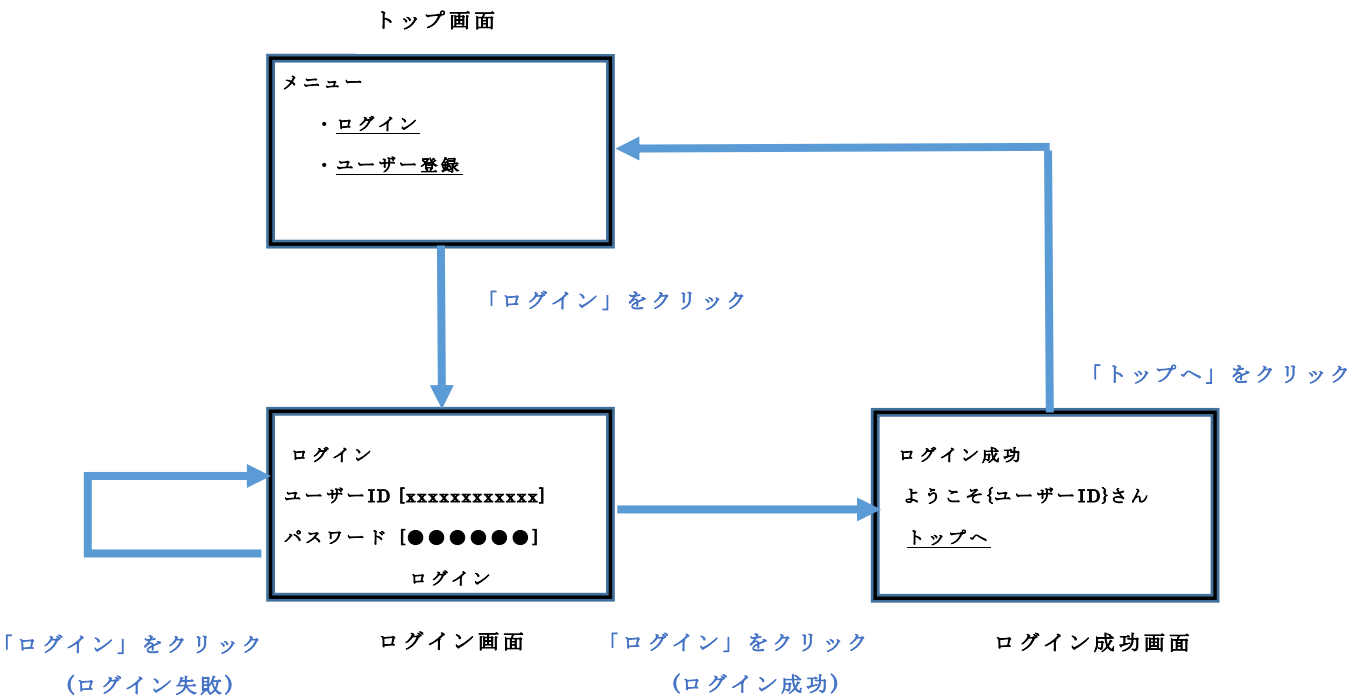 トップ画面
メニュー
・ログイン
・ユーザー登録
「ログイン」をクリック
「トップへ」をクリック
ログイン
ユーザーID [xxxxxxxxxxxx]
パスワード [●●●●●●]
ログイン
ログイン成功
ようこそ{ユーザーID}さん
トップへ
「ログイン」をクリック
(ログイン失敗)
ログイン画面
「ログイン」をクリック
(ログイン成功)
ログイン成功画面